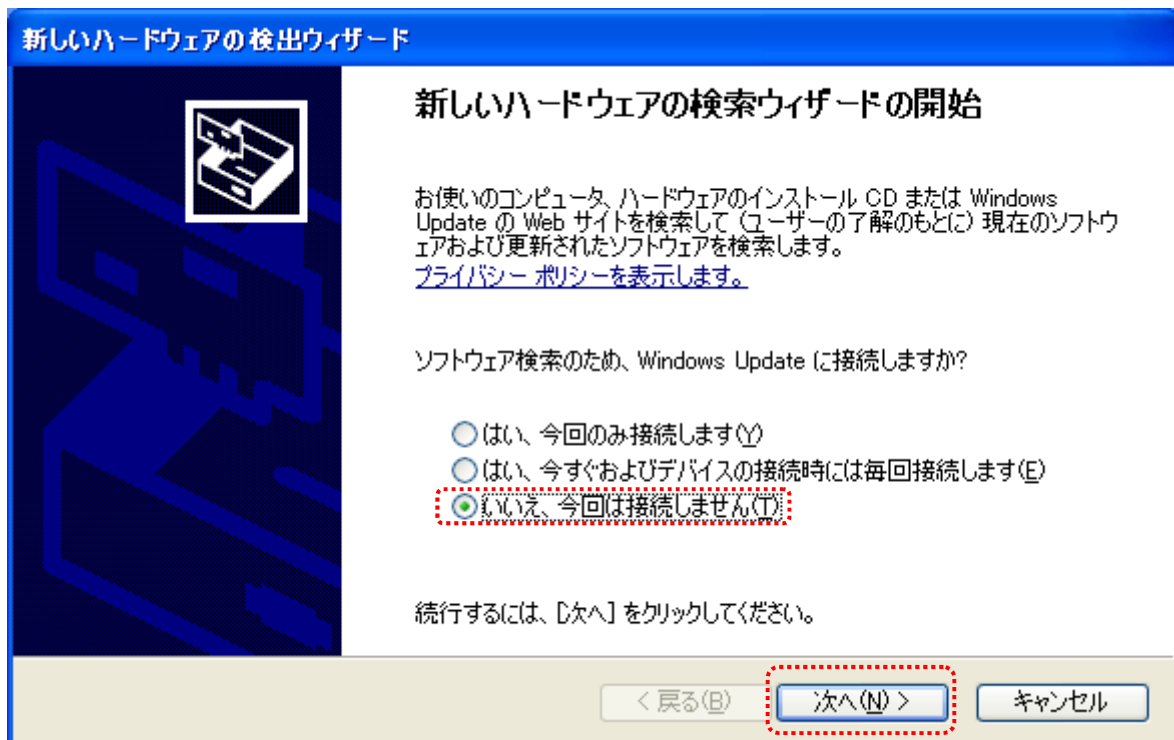 新しいハードウェアの検出ウィザード
新しいハードウェアの検索ウィザードの開始
お使いのコンピュータ、ハードウェアのインストール CD または Windows
Update の Web サイトを検索して (ユーザーの了解のもとに) 現在のソフトウ
ェアおよび更新されたソフトウェアを検索します。
プライバシー ポリシーを表示します。
ソフトウェア検索のため、Windows Update に接続しますか?
はい、今回のみ接続します(Y)
はい、今すぐおよびデバイスの接続時には毎回接続します(E)
いいえ、今回は接続しません(T)
続行するには、[次へ] をクリックしてください。
< 戻る(B) 次へ(N) > キャンセル